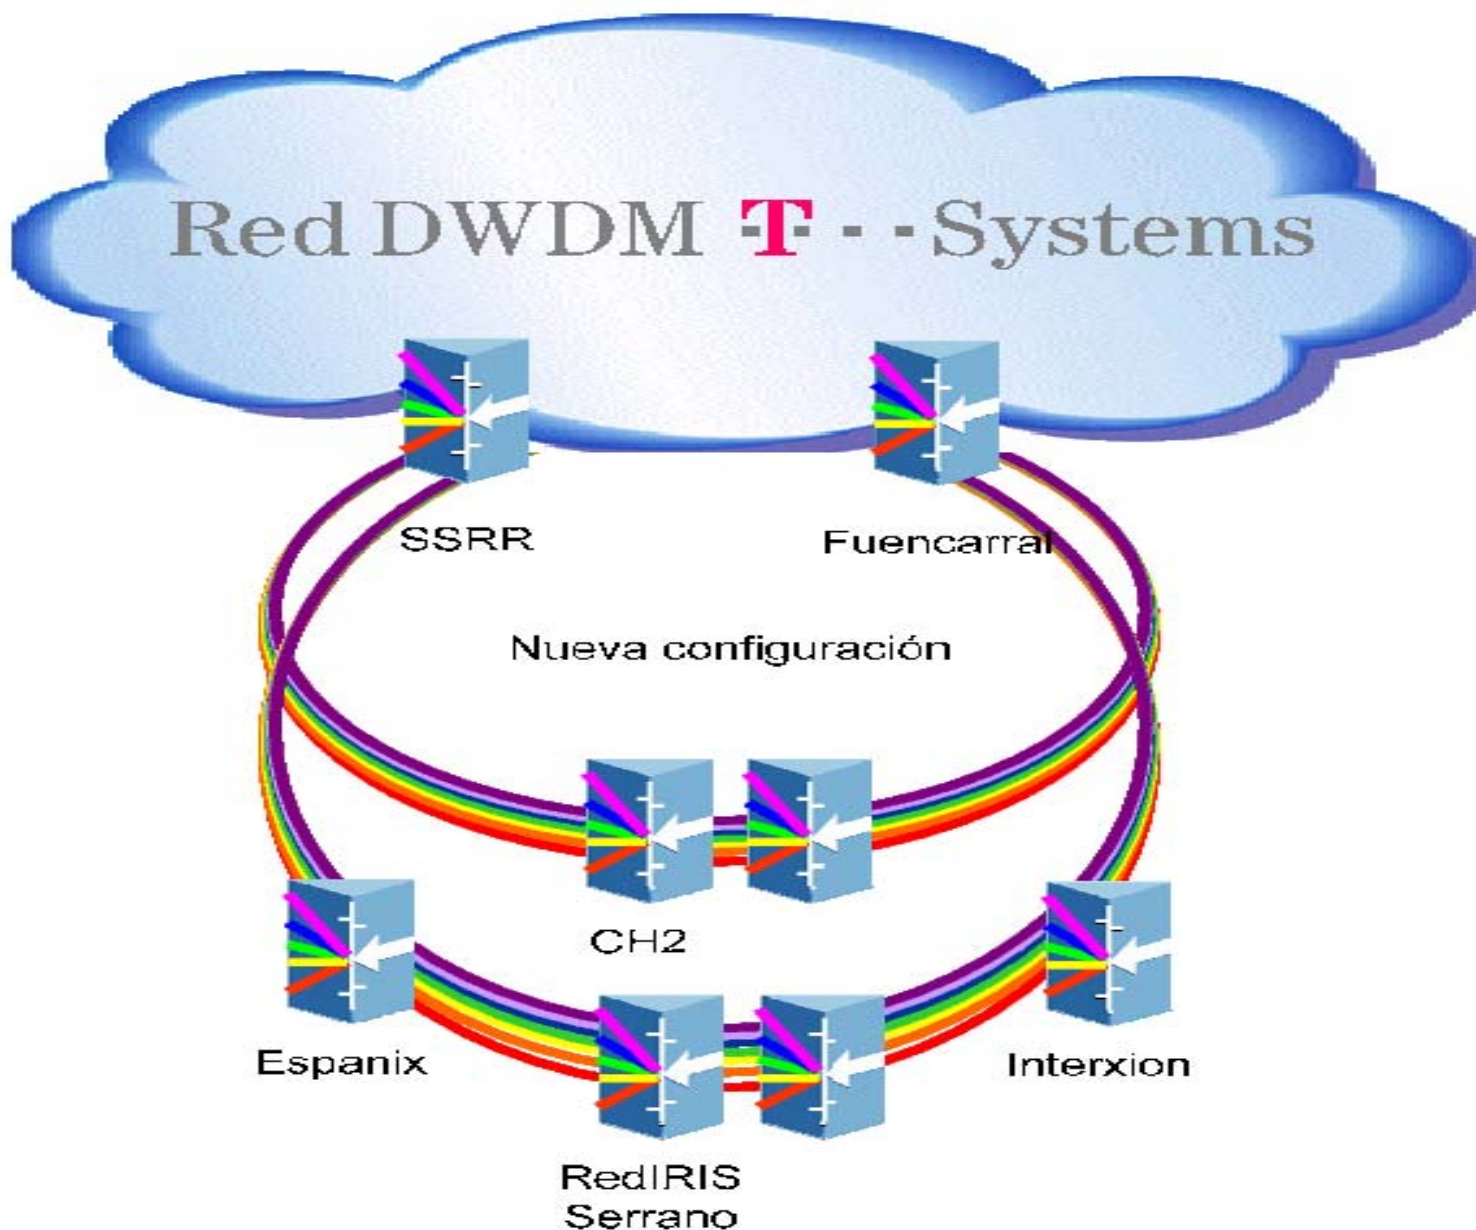 Red DWDM T - - - Systems
SSRR
Fuencarral
Nueva configuración
CH2
Espanix
Interxion
RedIRIS
Serrano